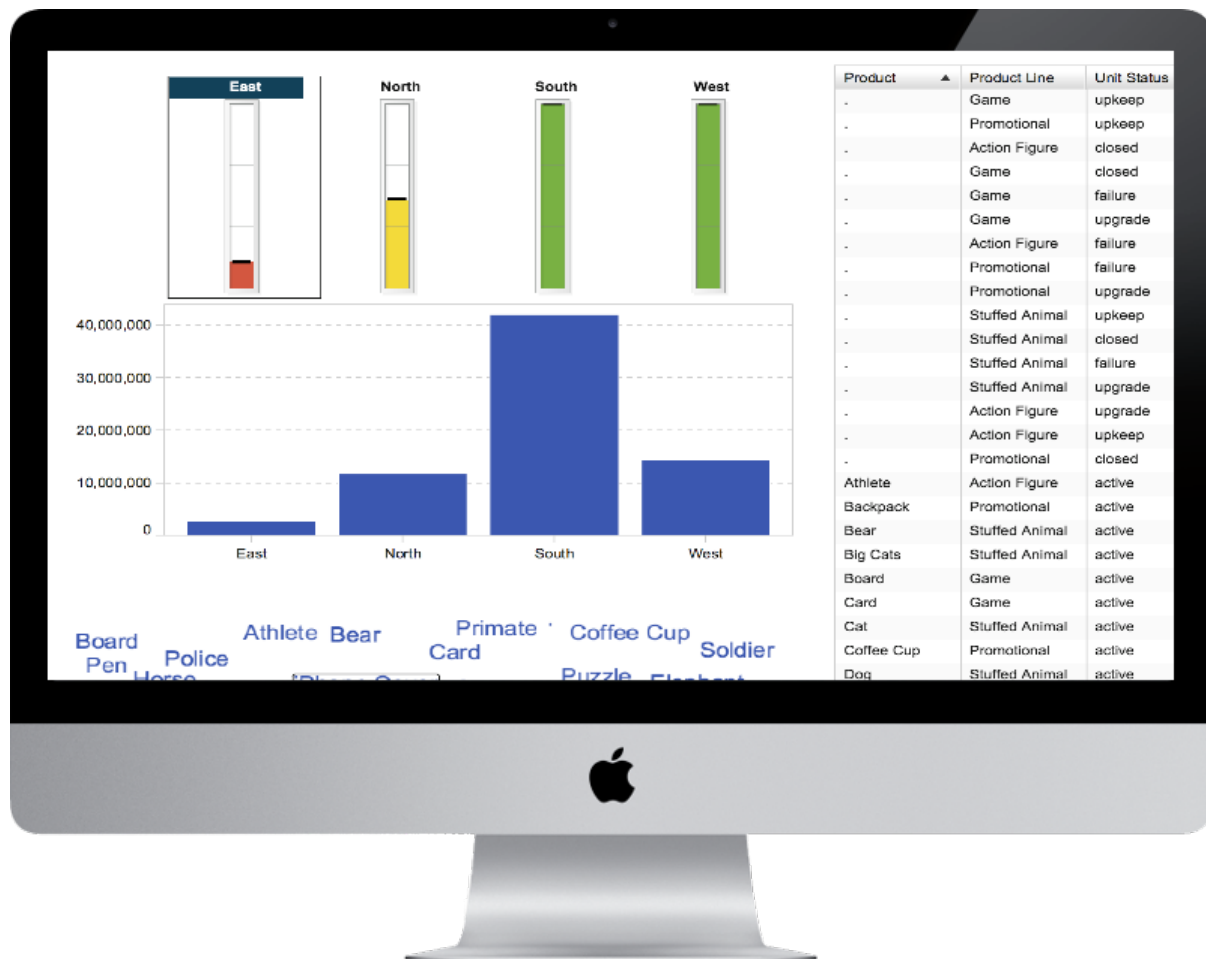 East North South West
40,000,000
30,000,000
20,000,000
10,000,000
0
East North South West
Athlete Bear Primate Coffee Cup
Board Card Soldier
Pen Police
Horse Puzzle Elephant
Product Product Line Unit Status
. Game upkeep
. Promotional upkeep
. Action Figure closed
. Game closed
. Game failure
. Game upgrade
. Action Figure failure
. Promotional failure
. Promotional upgrade
. Stuffed Animal upkeep
. Stuffed Animal closed
. Stuffed Animal failure
. Stuffed Animal upgrade
. Action Figure upgrade
. Action Figure upkeep
. Promotional closed
Athlete Action Figure active
Backpack Promotional active
Bear Stuffed Animal active
Big Cats Stuffed Animal active
Board Game active
Card Game active
Cat Stuffed Animal active
Coffee Cup Promotional active
Dog Stuffed Animal active